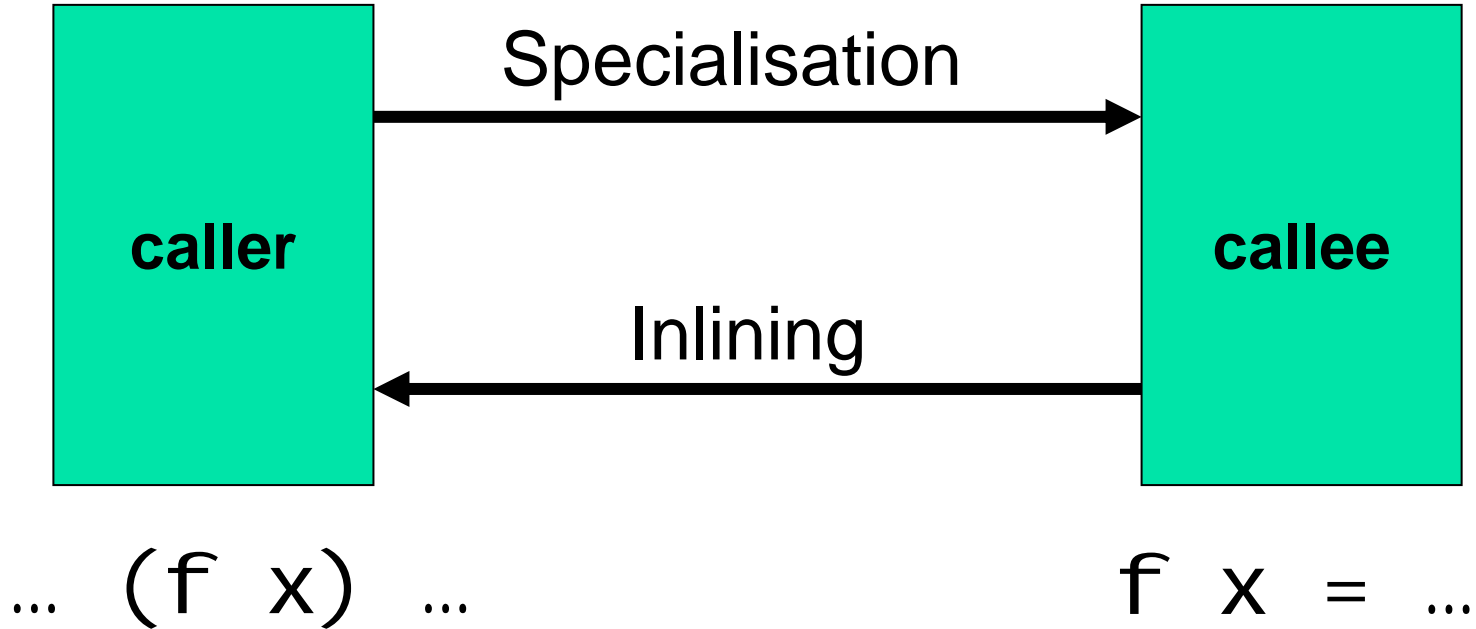 Specialisation
caller
callee
Inlining
... (f x) ...
f x = ...